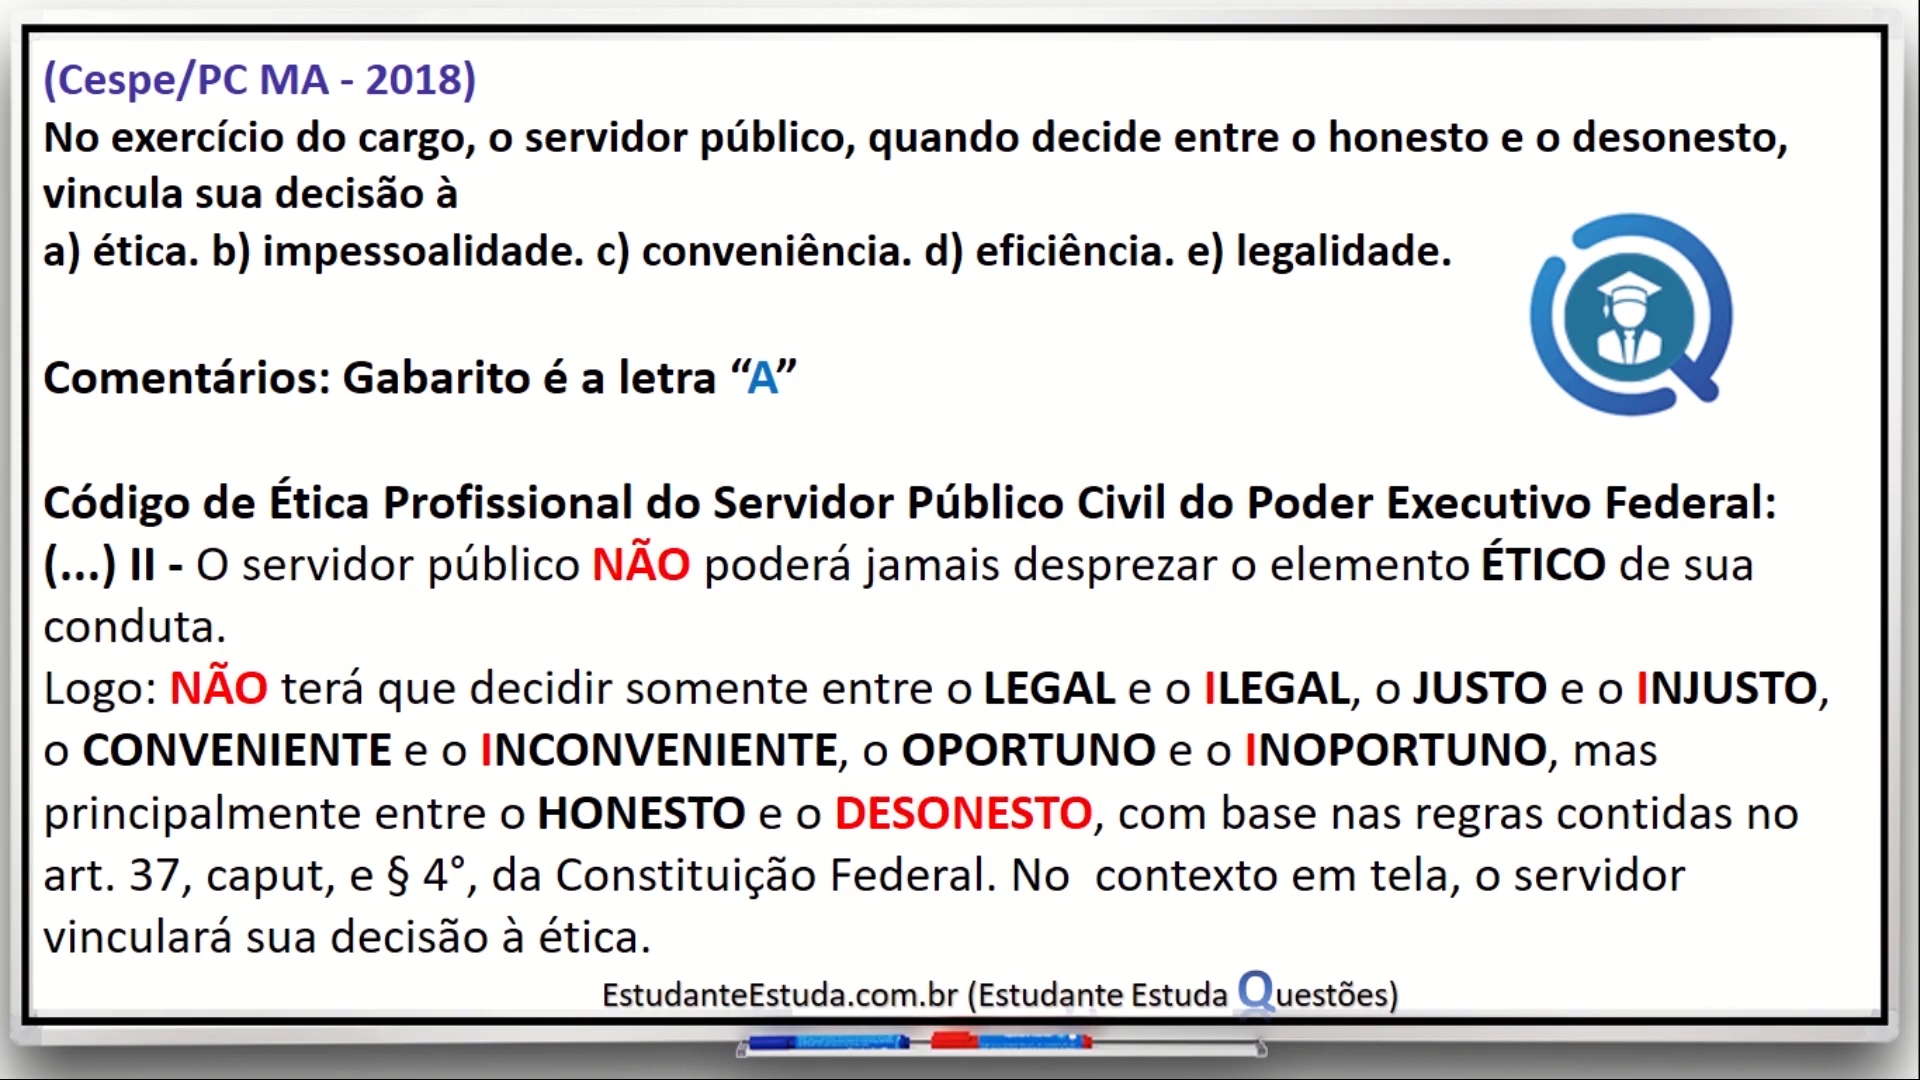 (Cespe/PC MA - 2018)
No exercício do cargo, o servidor público, quando decide entre o honesto e o desonesto,
vincula sua decisão à
a) ética. b) impessoalidade. c) conveniência. d) eficiência. e) legalidade.
Comentários: Gabarito é a letra “A”
Código de Ética Profissional do Servidor Público Civil do Poder Executivo Federal:
(...) II - O servidor público NÃO poderá jamais desprezar o elemento ÉTICO de sua
conduta.
Logo: NÃO terá que decidir somente entre o LEGAL e o ILEGAL, o JUSTO e o INJUSTO,
o CONVENIENTE e o INCONVENIENTE, o OPORTUNO e o INOPORTUNO, mas
principalmente entre o HONESTO e o DESONESTO, com base nas regras contidas no
art. 37, caput, e § 4°, da Constituição Federal. No contexto em tela, o servidor
vinculará sua decisão à ética.
EstudanteEstuda.com.br (Estudante Estuda Questões)